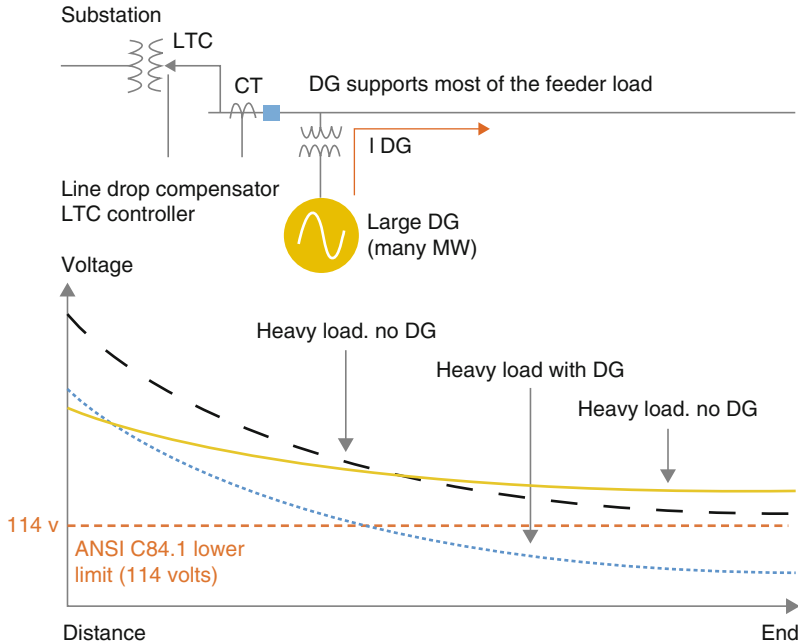 Substation
LTC
CT
DG supports most of the feeder load
I DG
Line drop compensator
LTC controller
Large DG
(many MW)
Voltage
Heavy load. no DG
Heavy load with DG
Heavy load. no DG
114 v
ANSI C84.1 lower
limit (114 volts)
Distance
End